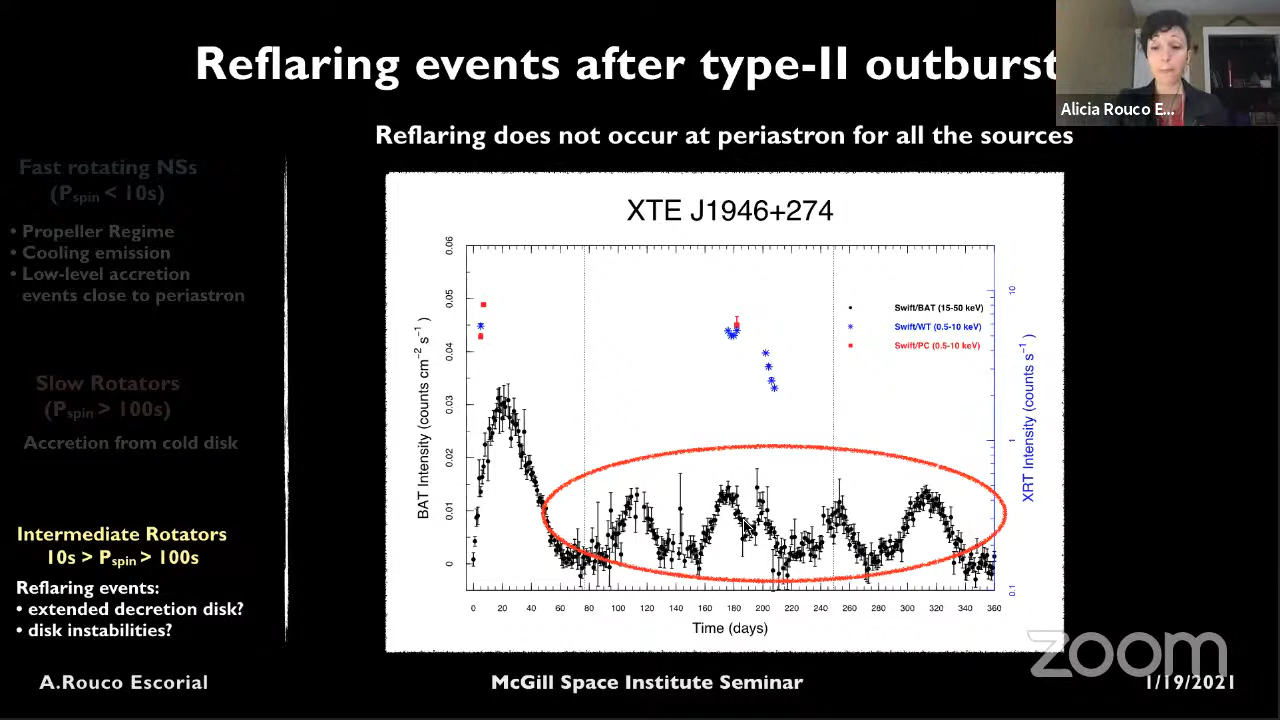 Reflaring events after type-II outburst
Alicia Rouco E...
Reflaring does not occur at periastron for all the sources
Fast rotating NSs
(Pspin < 10s)
• Propeller Regime
• Cooling emission
• Low-level accretion
events close to periastron
Slow Rotators
(Pspin > 100s)
Accretion from cold disk
Intermediate Rotators
10s > Pspin > 100s
Reflaring events:
• extended decretion disk?
• disk instabilities?
XTE J1946+274
BAT Intensity (counts cm⁻² s⁻¹)
0 0.01 0.02 0.03 0.04 0.05 0.06
Swift/BAT (15-50 keV)
Swift/WT (0.5-10 keV)
Swift/PC (0.5-10 keV)
XRT Intensity (counts s⁻¹)
0.1 1 10
0 20 40 60 80 100 120 140 160 180 200 220 240 260 280 300 320 340 360
Time (days)
zoom
A.Rouco Escorial
McGill Space Institute Seminar
1/19/2021